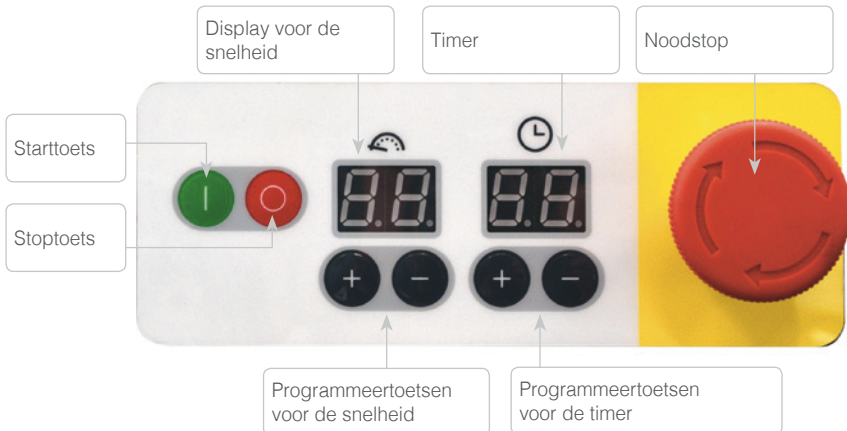 Display voor de
snelheid
Timer
Noodstop
Starttoets
Stoptoets
+ − + −
Programmeertoetsen
voor de snelheid
Programmeertoetsen
voor de timer